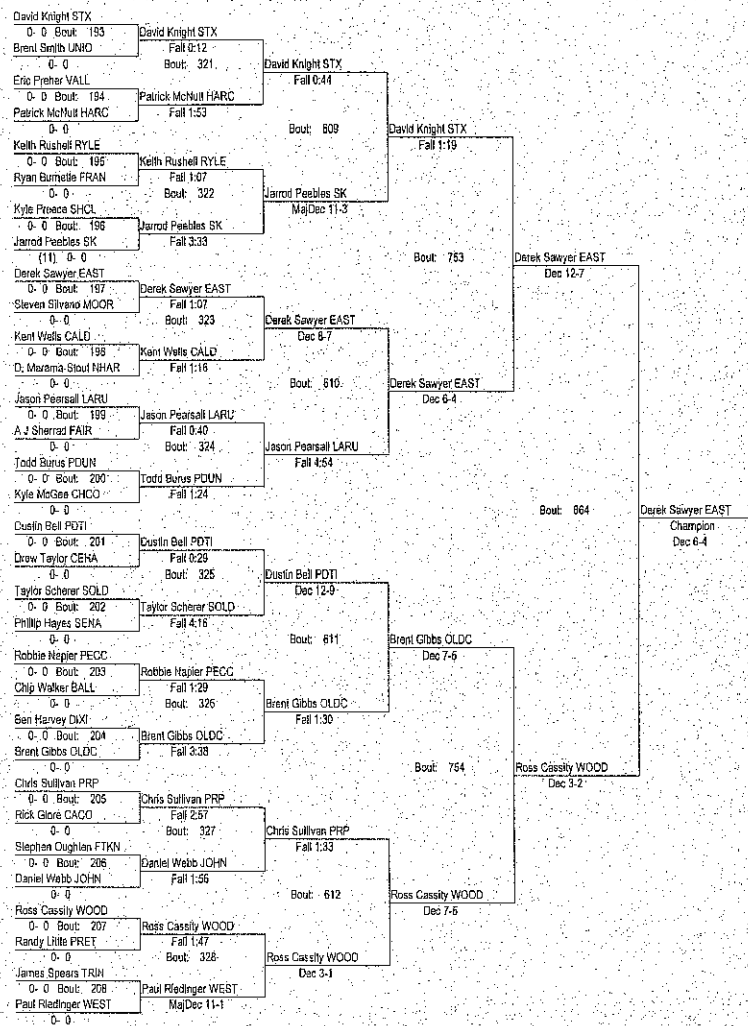 David Knight STX
0- 0 Bout: 193
Brent Smith UNIO
0- 0
Eric Preher VALL
0- 0 Bout: 194
Patrick McNutt HARC
0- 0
Keith Rushell RYLE
0- 0 Bout: 195
Ryan Burnette FRAN
0- 0
Kyle Preece SHCL
0- 0 Bout: 196
Jarrod Peebles SK
(11) 0- 0
Derek Sawyer EAST
0- 0 Bout: 197
Steven Silvano MOOR
0- 0
Kent Wells CALD
0- 0 Bout: 198
D. Marama-Stout NHAR
0- 0
Jason Pearsall LARU
0- 0 Bout: 199
A J Sherrad FAIR
0- 0
Todd Burus PDUN
0- 0 Bout: 200
Kyle McGee CHCO
0- 0
Dustin Bell PDTI
0- 0 Bout: 201
Drew Taylor CEHA
0- 0
Taylor Scherer SOLD
0- 0 Bout: 202
Phillip Hayes SENA
0- 0
Robbie Napier PECC
0- 0 Bout: 203
Chip Walker BALL
0- 0
Ben Harvey DIXI
0- 0 Bout: 204
Brent Gibbs OLDC
0- 0
Chris Sullivan PRP
0- 0 Bout: 205
Rick Glore CACO
0- 0
Stephen Oughlan FTKN
0- 0 Bout: 206
Daniel Webb JOHN
0- 0
Ross Cassity WOOD
0- 0 Bout: 207
Randy Little PRET
0- 0
James Spears TRIN
0- 0 Bout: 208
Paul Riedinger WEST
0- 0
David Knight STX
Fall 0:12
Bout: 321
Patrick McNutt HARC
Fall 1:53
Keith Rushell RYLE
Fall 1:07
Bout: 322
Jarrod Peebles SK
Fall 3:33
Derek Sawyer EAST
Fall 1:07
Bout: 323
Kent Wells CALD
Fall 1:16
Jason Pearsall LARU
Fall 0:40
Bout: 324
Todd Burus PDUN
Fall 1:24
Dustin Bell PDTI
Fall 0:29
Bout: 325
Taylor Scherer SOLD
Fall 4:16
Robbie Napier PECC
Fall 1:29
Bout: 326
Brent Gibbs OLDC
Fall 3:38
Chris Sullivan PRP
Fall 2:57
Bout: 327
Daniel Webb JOHN
Fall 1:56
Ross Cassity WOOD
Fall 1:47
Bout: 328
Paul Riedinger WEST
MajDec 11-1
David Knight STX
Fall 0:44
Bout: 609
Jarrod Peebles SK
MajDec 11-3
Derek Sawyer EAST
Dec 8-7
Bout: 610
Jason Pearsall LARU
Fall 4:54
Dustin Bell PDTI
Dec 12-9
Bout: 611
Brent Gibbs OLDC
Fall 1:30
Chris Sullivan PRP
Fall 1:33
Bout: 612
Ross Cassity WOOD
Dec 3-1
David Knight STX
Fall 1:19
Bout: 753
Derek Sawyer EAST
Dec 6-4
Brent Gibbs OLDC
Dec 7-5
Bout: 754
Ross Cassity WOOD
Dec 7-5
Derek Sawyer EAST
Dec 12-7
Bout: 864
Ross Cassity WOOD
Dec 3-2
Derek Sawyer EAST
Champion
Dec 6-4